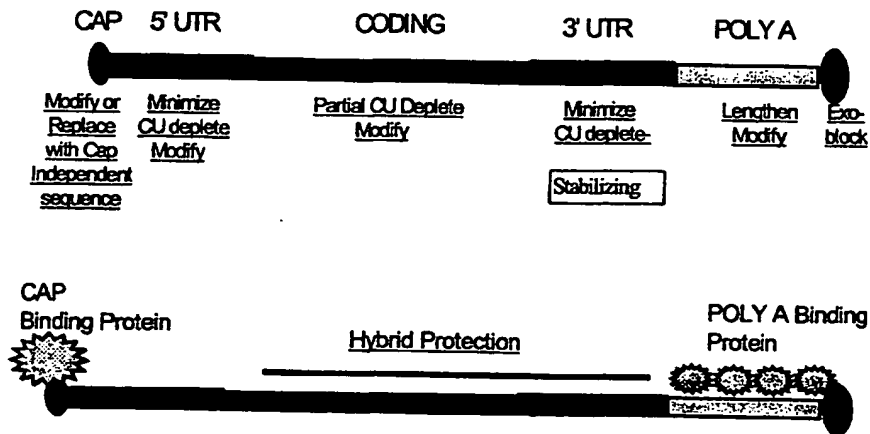 CAP 5' UTR CODING 3' UTR POLY A
Modify or Replace with Cap Independent sequence
Minimize CU deplete Modify
Partial CU Deplete Modify
Minimize CU deplete-
Stabilizing
Lengthen Modify
Exo-block
CAP
Binding Protein
Hybrid Protection
POLY A Binding
Protein